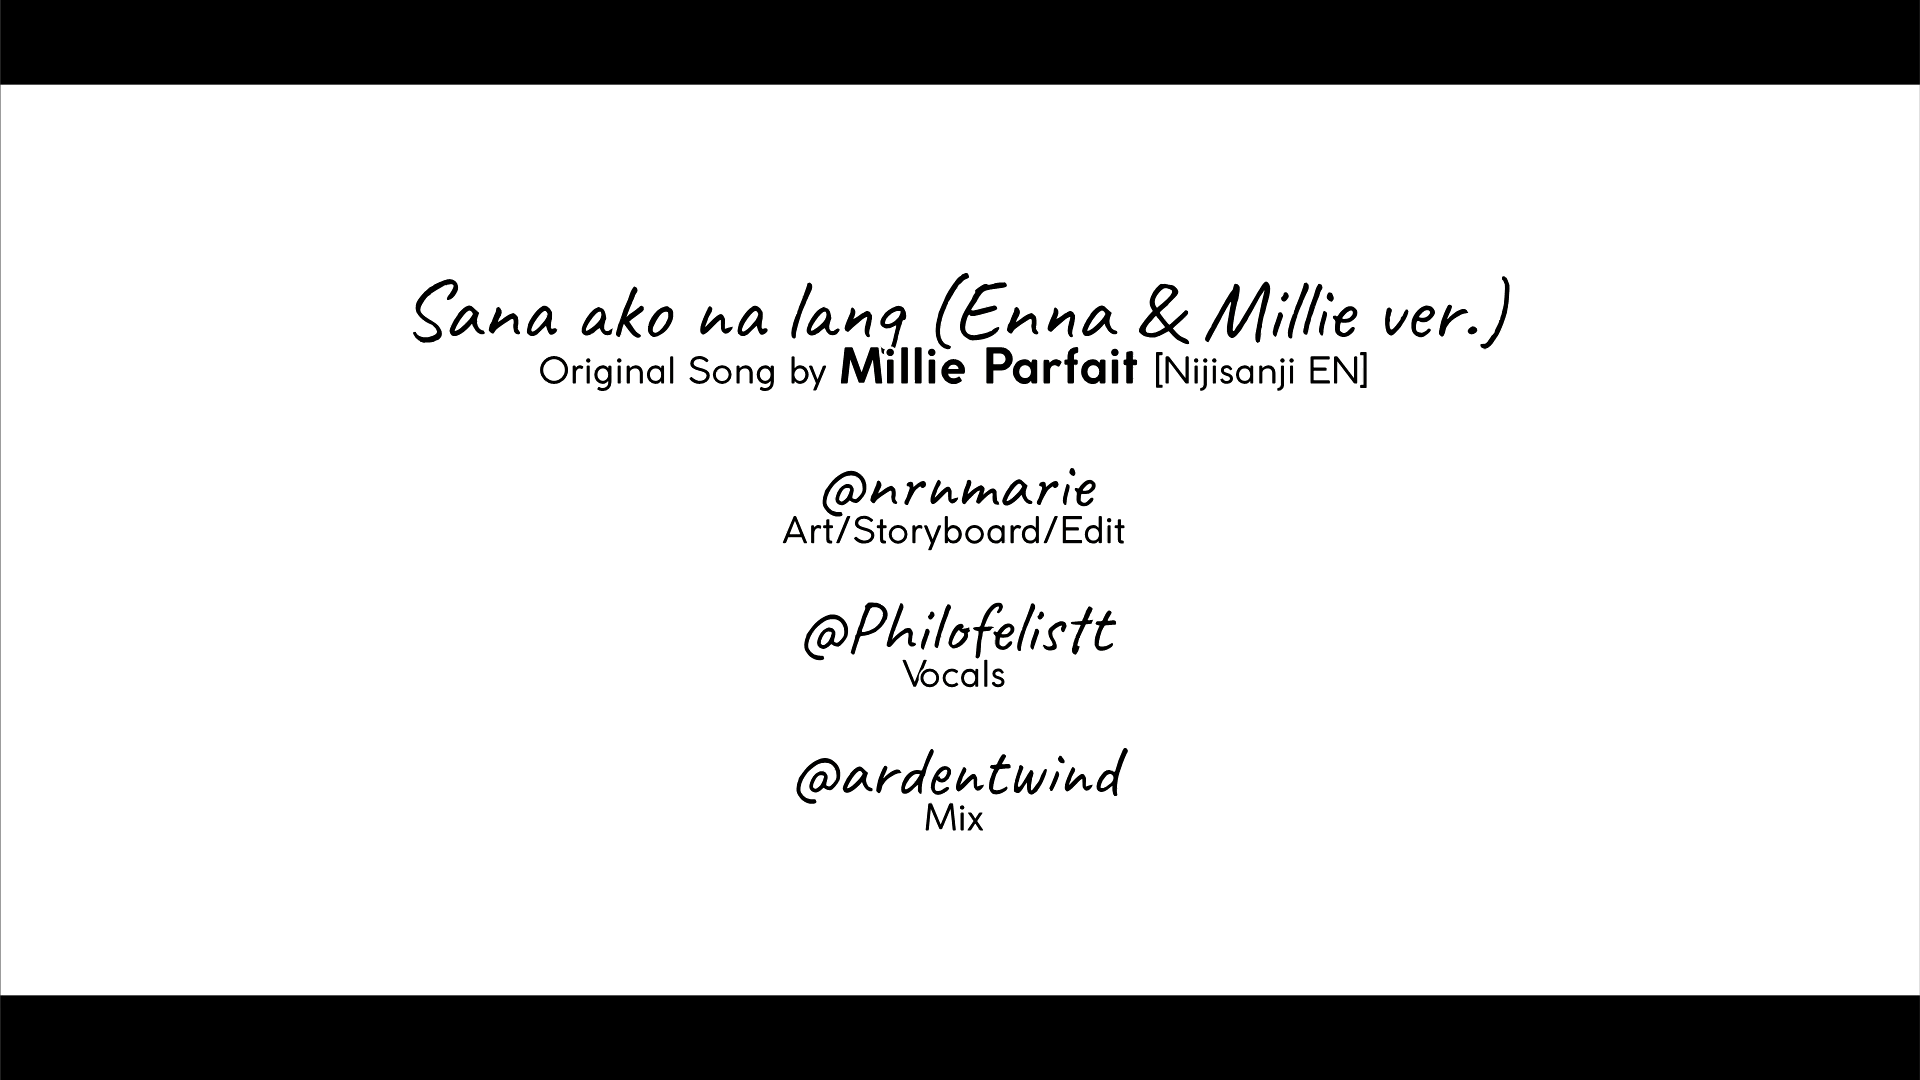 Sana ako na lang (Enna & Millie ver.)
Original Song by Millie Parfait [Nijisanji EN]
@nrnmarie
Art/Storyboard/Edit
@Philofelistt
Vocals
@ardentwind
Mix